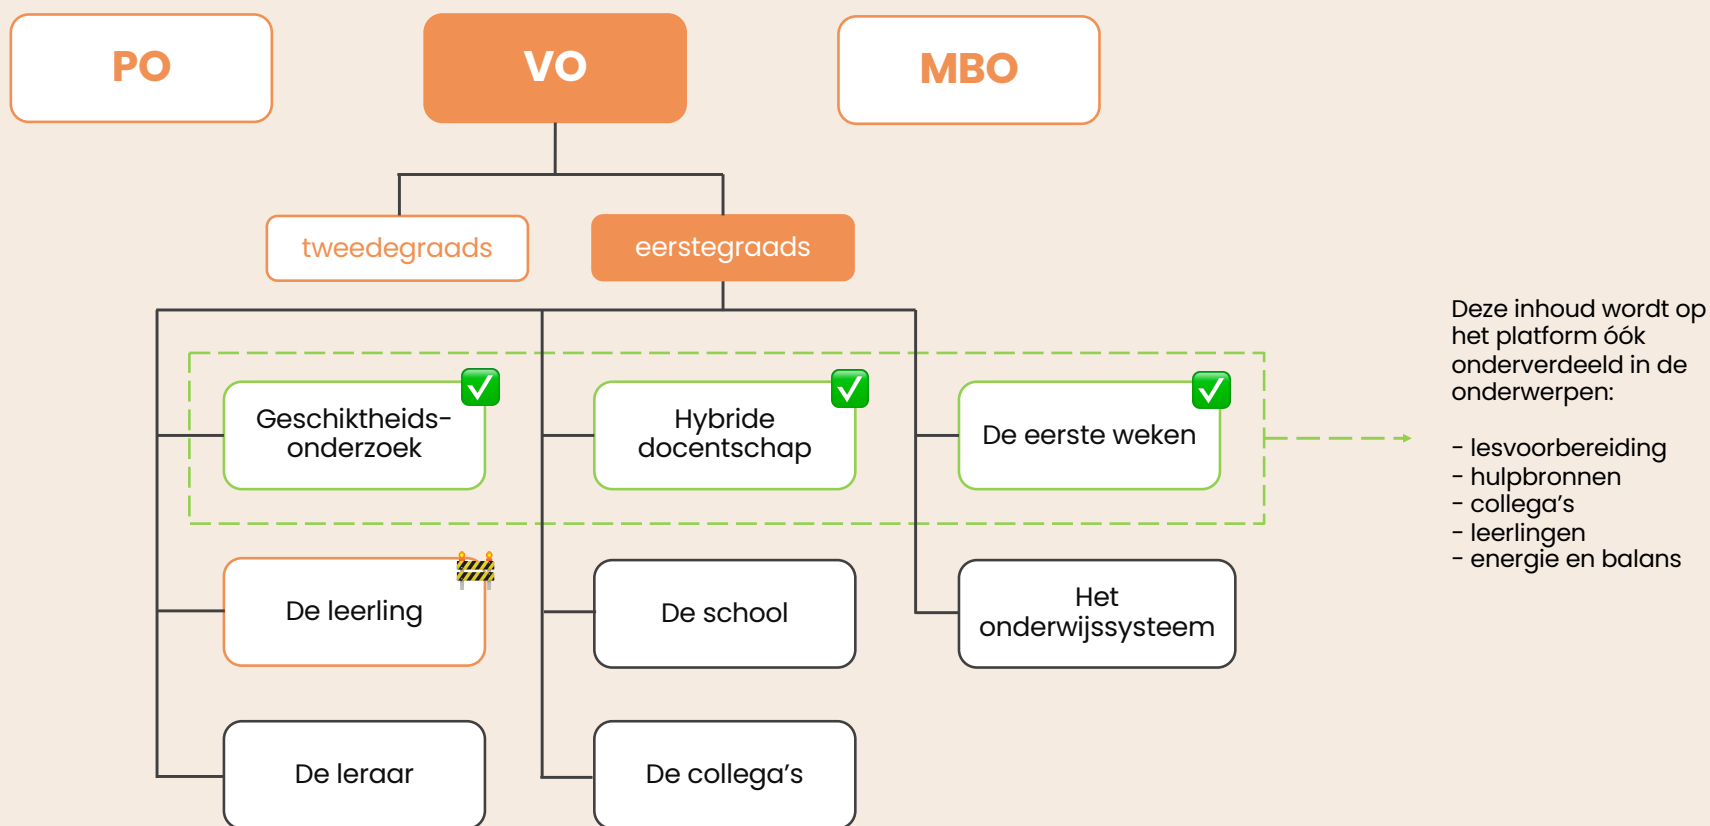 PO
VO
MBO
tweedegraads
eerstegraads
Geschiktheids-
onderzoek
Hybride
docentschap
De eerste weken
De leerling
De school
Het
onderwijssysteem
De leraar
De collega's
Deze inhoud wordt op
het platform óók
onderverdeeld in de
onderwerpen:
- lesvoorbereiding
- hulpbronnen
- collega's
- leerlingen
- energie en balans